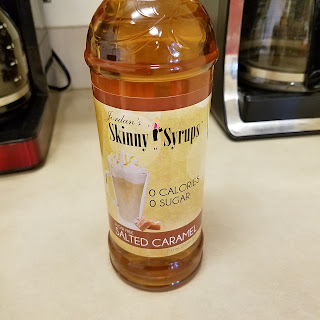 Jordan's
Skinny Syrups
0 CALORIES
0 SUGAR
SALTED CARAMEL